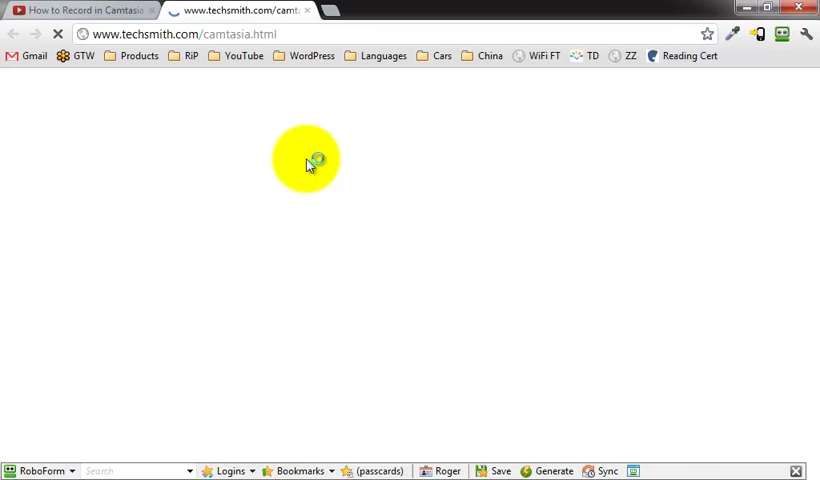 How to Record in Camtasia
www.techsmith.com/camta
www.techsmith.com/camtasia.html
Gmail GTW Products RiP YouTube WordPress Languages Cars China WiFi FT TD ZZ Reading Cert
RoboForm Search Logins Bookmarks (passcards) Roger Save Generate Sync